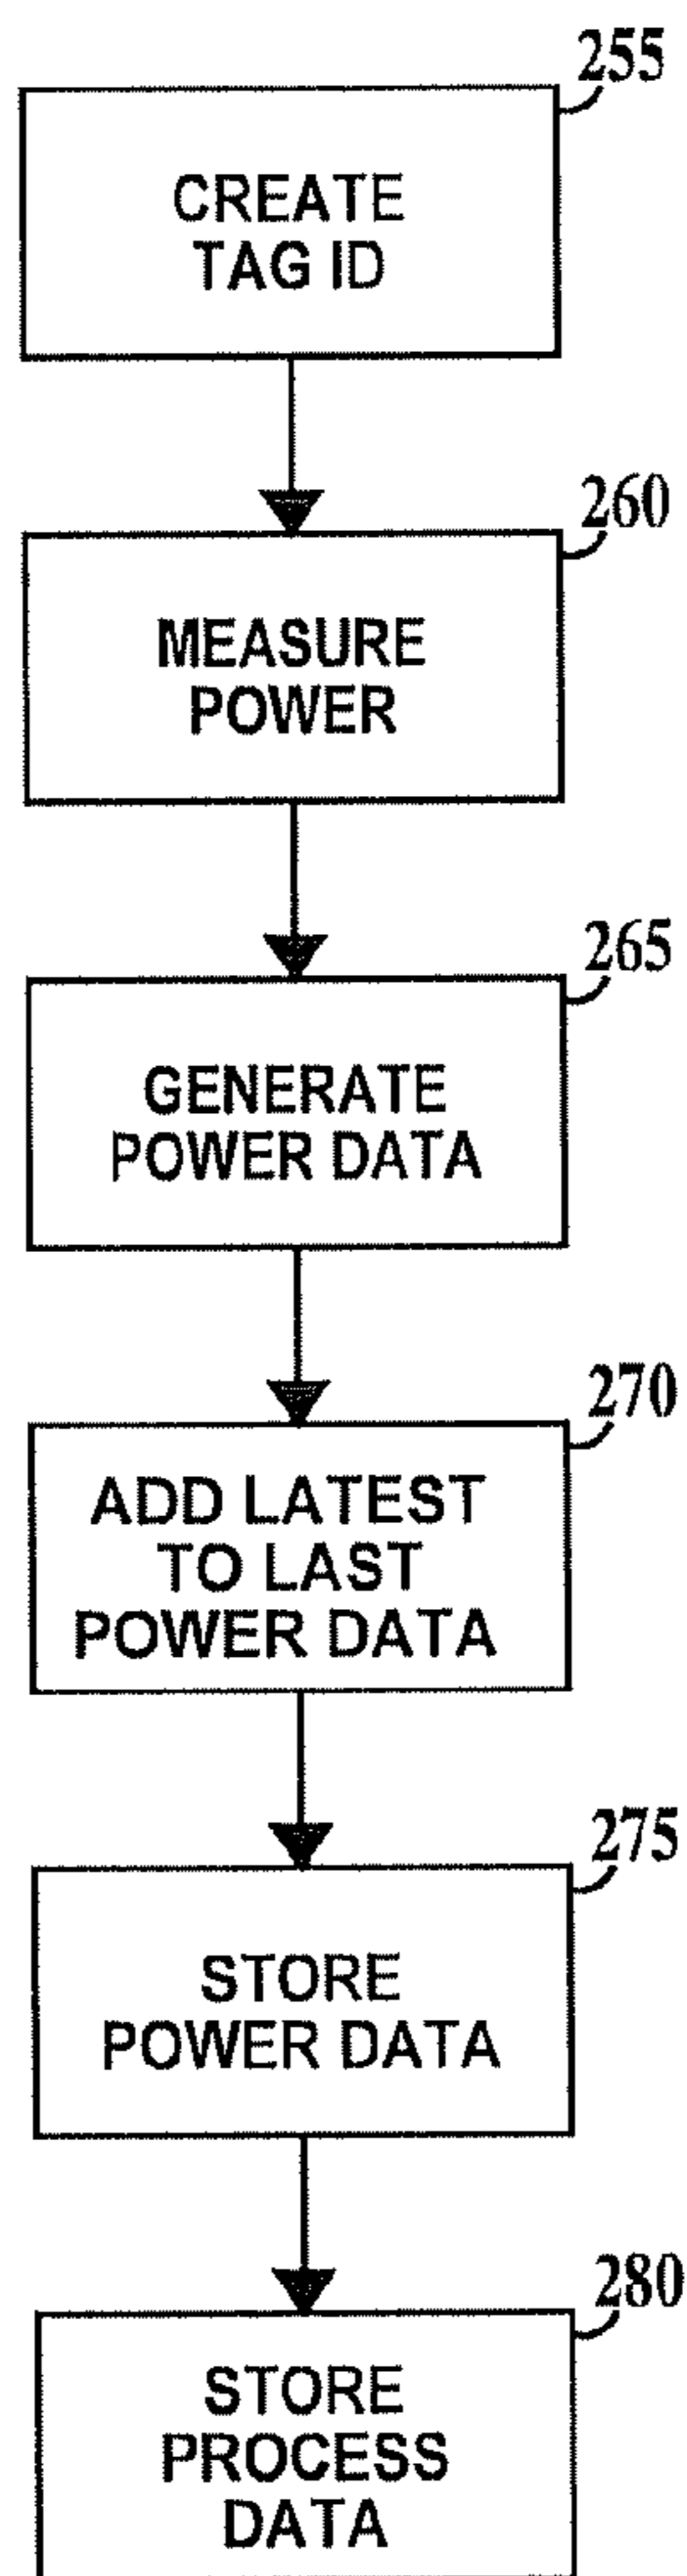 255
CREATE
TAG ID
260
MEASURE
POWER
265
GENERATE
POWER DATA
270
ADD LATEST
TO LAST
POWER DATA
275
STORE
POWER DATA
280
STORE
PROCESS
DATA